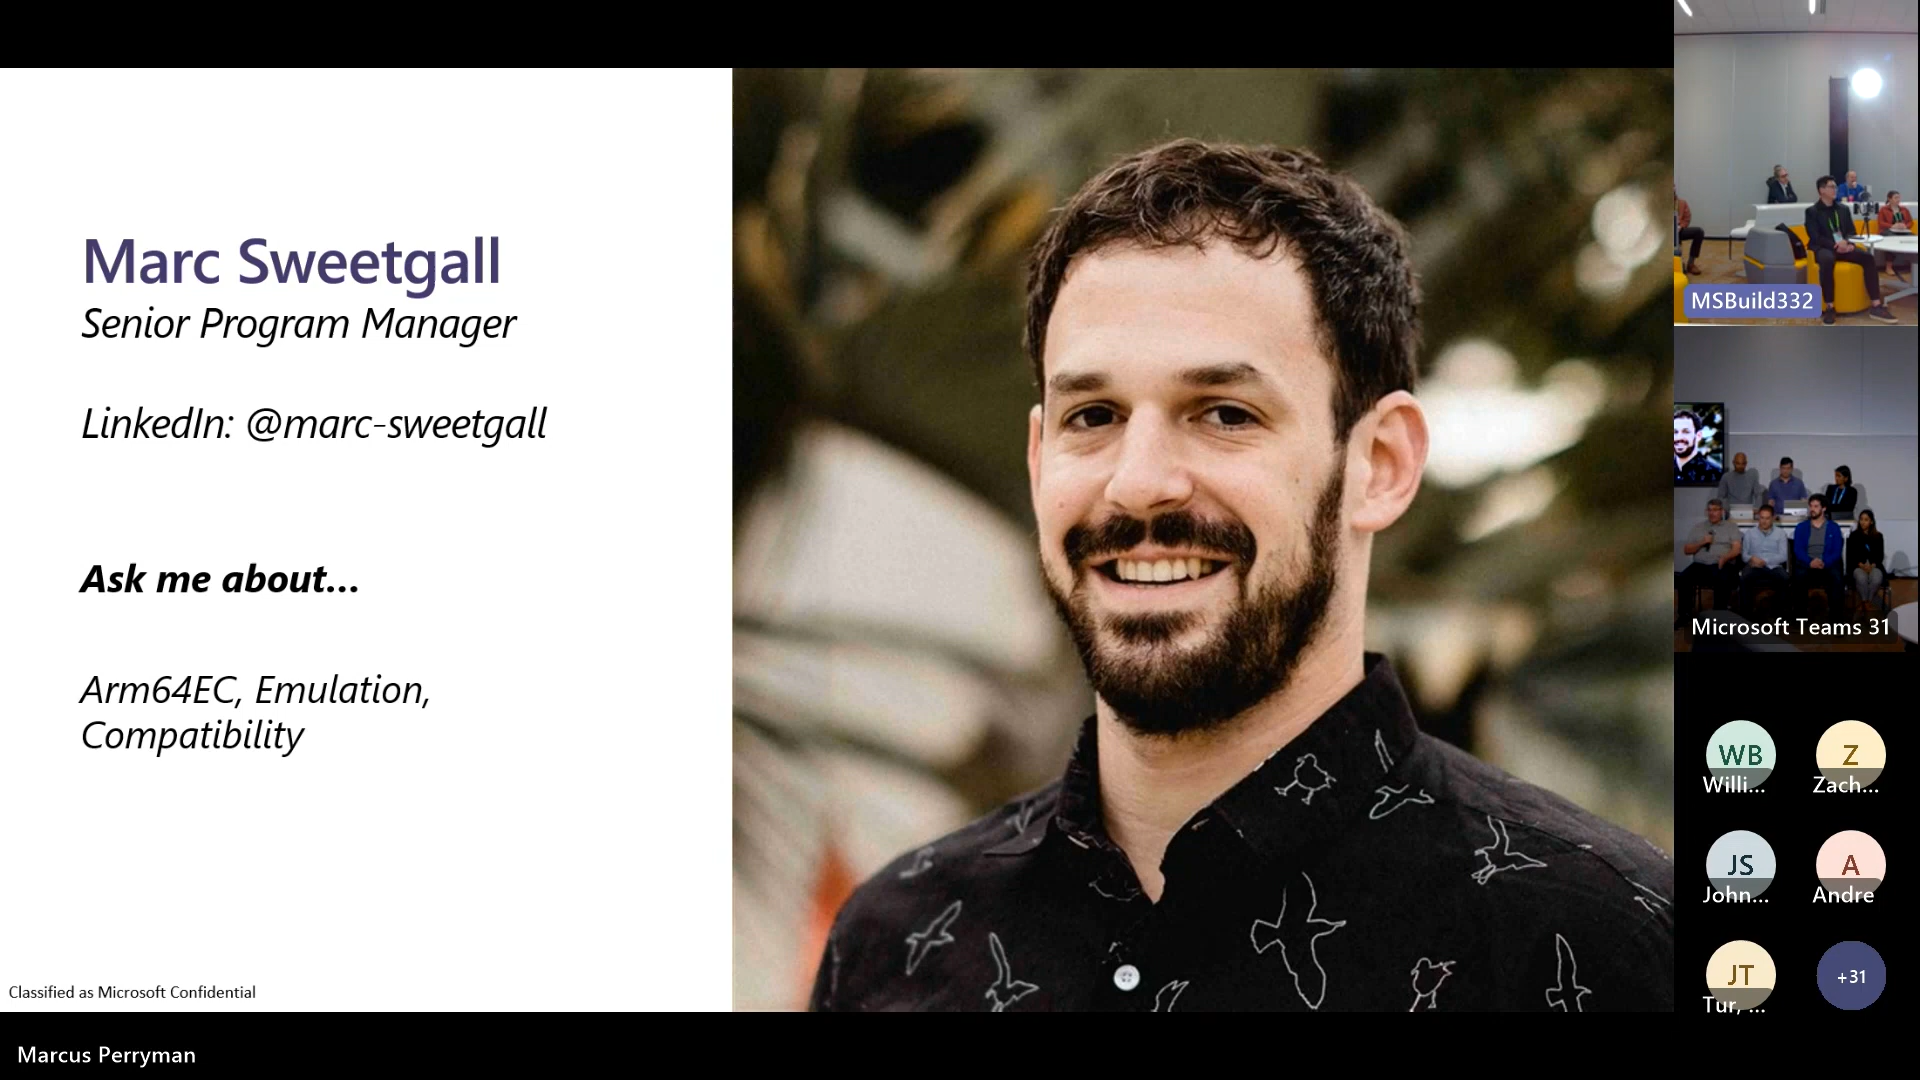 Marc Sweetgall
Senior Program Manager
LinkedIn: @marc-sweetgall
Ask me about...
Arm64EC, Emulation,
Compatibility
Classified as Microsoft Confidential
Marcus Perryman
MSBuild332
Microsoft Teams 31
WB
Willi...
Z
Zach...
JS
John...
A
Andre
JT
Tur, ...
+31